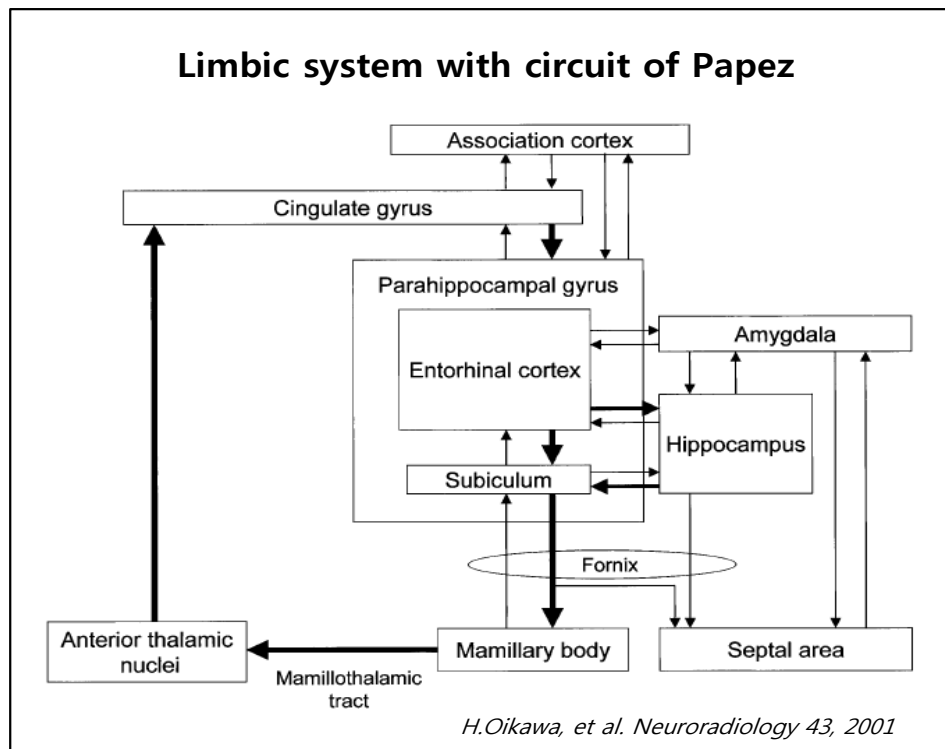 Limbic system with circuit of Papez
Association cortex
Cingulate gyrus
Parahippocampal gyrus
Entorhinal cortex
Amygdala
Hippocampus
Subiculum
Fornix
Anterior thalamic
nuclei
Mamillary body
Septal area
Mamillothalamic
tract
H.Oikawa, et al. Neuroradiology 43, 2001